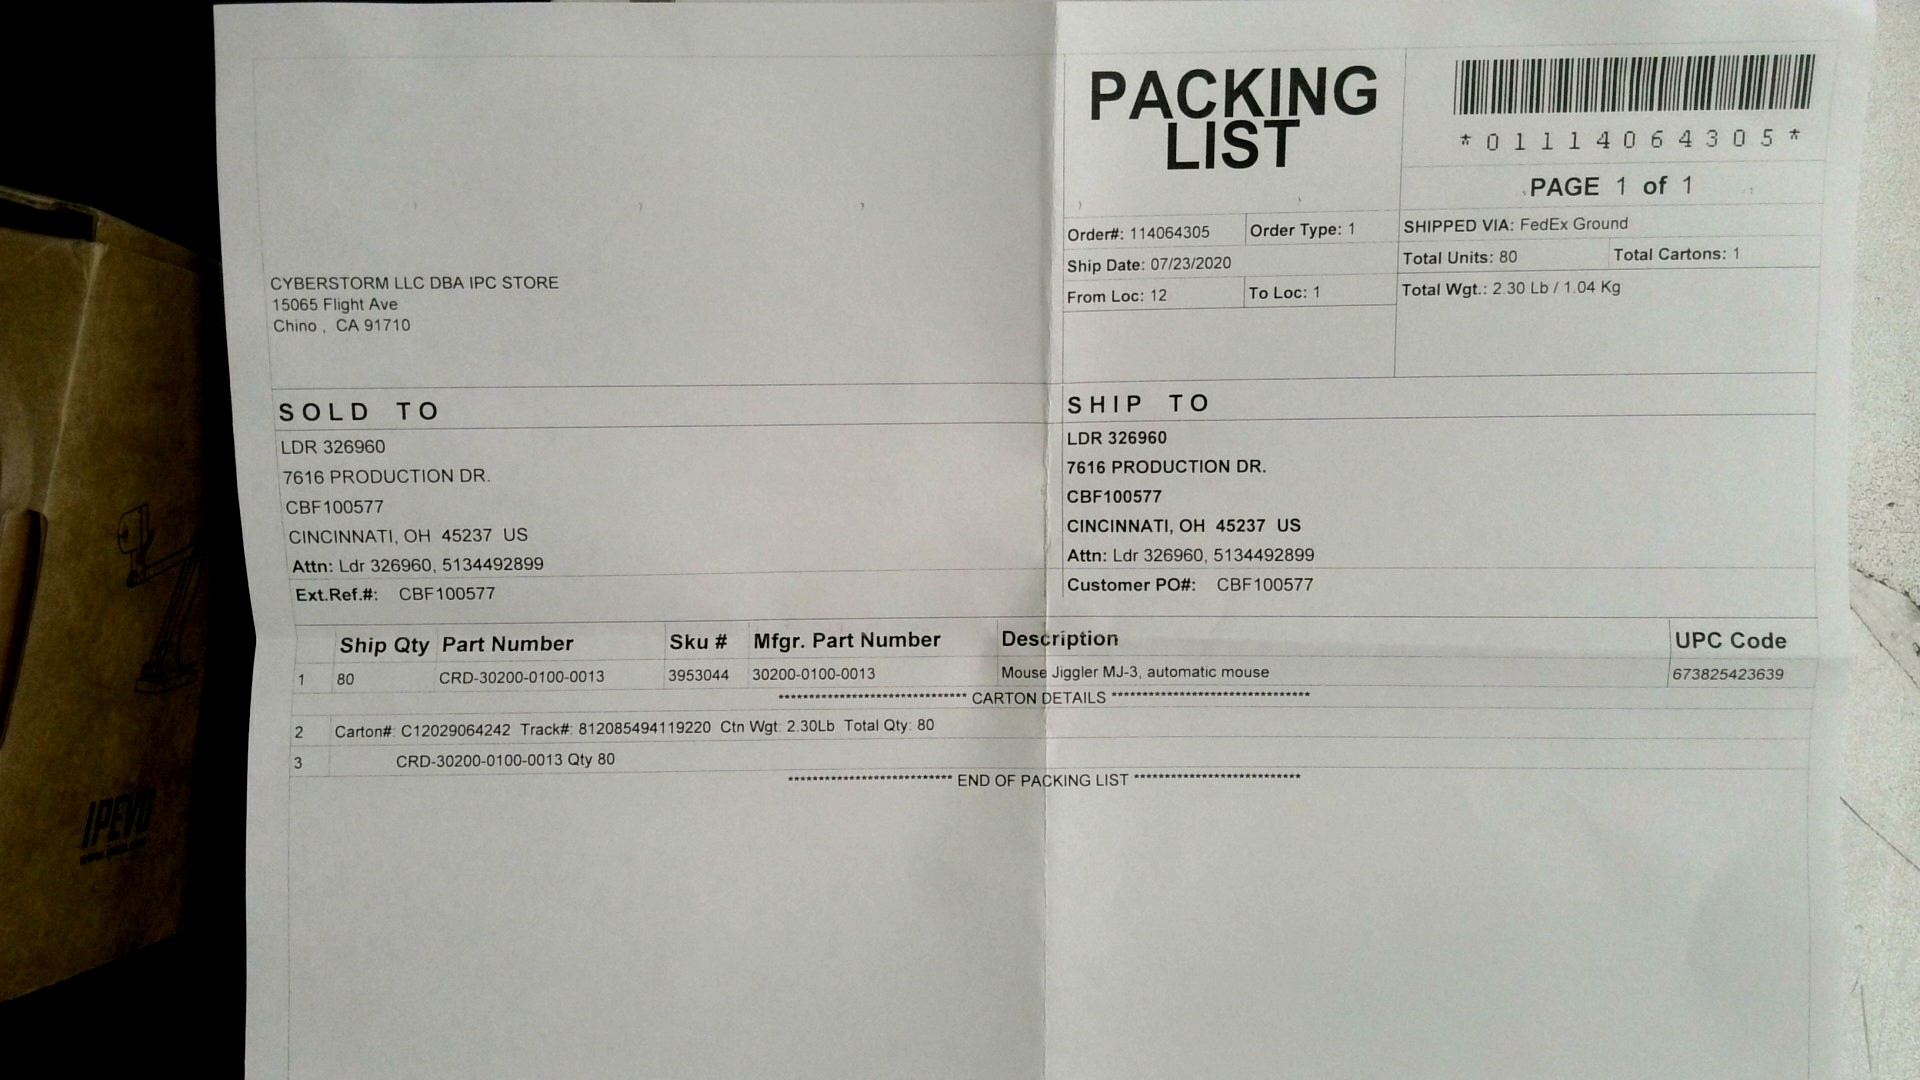 PACKING
LIST
*01114064305*
PAGE 1 of 1
Order#: 114064305
Order Type: 1
SHIPPED VIA: FedEx Ground
Ship Date: 07/23/2020
Total Units: 80
Total Cartons: 1
From Loc: 12
To Loc: 1
Total Wgt.: 2.30 Lb / 1.04 Kg
CYBERSTORM LLC DBA IPC STORE
15065 Flight Ave
Chino , CA 91710
SOLD TO
LDR 326960
7616 PRODUCTION DR.
CBF100577
CINCINNATI, OH 45237 US
Attn: Ldr 326960, 5134492899
Ext.Ref.#: CBF100577
SHIP TO
LDR 326960
7616 PRODUCTION DR.
CBF100577
CINCINNATI, OH 45237 US
Attn: Ldr 326960, 5134492899
Customer PO#: CBF100577
Ship Qty Part Number Sku # Mfgr. Part Number Description UPC Code
1 80 CRD-30200-0100-0013 3953044 30200-0100-0013 Mouse Jiggler MJ-3, automatic mouse 673825423639
******************************* CARTON DETAILS *********************************
2 Carton#: C12029064242 Track#: 812085494119220 Ctn Wgt: 2.30Lb Total Qty: 80
3 CRD-30200-0100-0013 Qty 80
*************************** END OF PACKING LIST ****************************
IPEVO